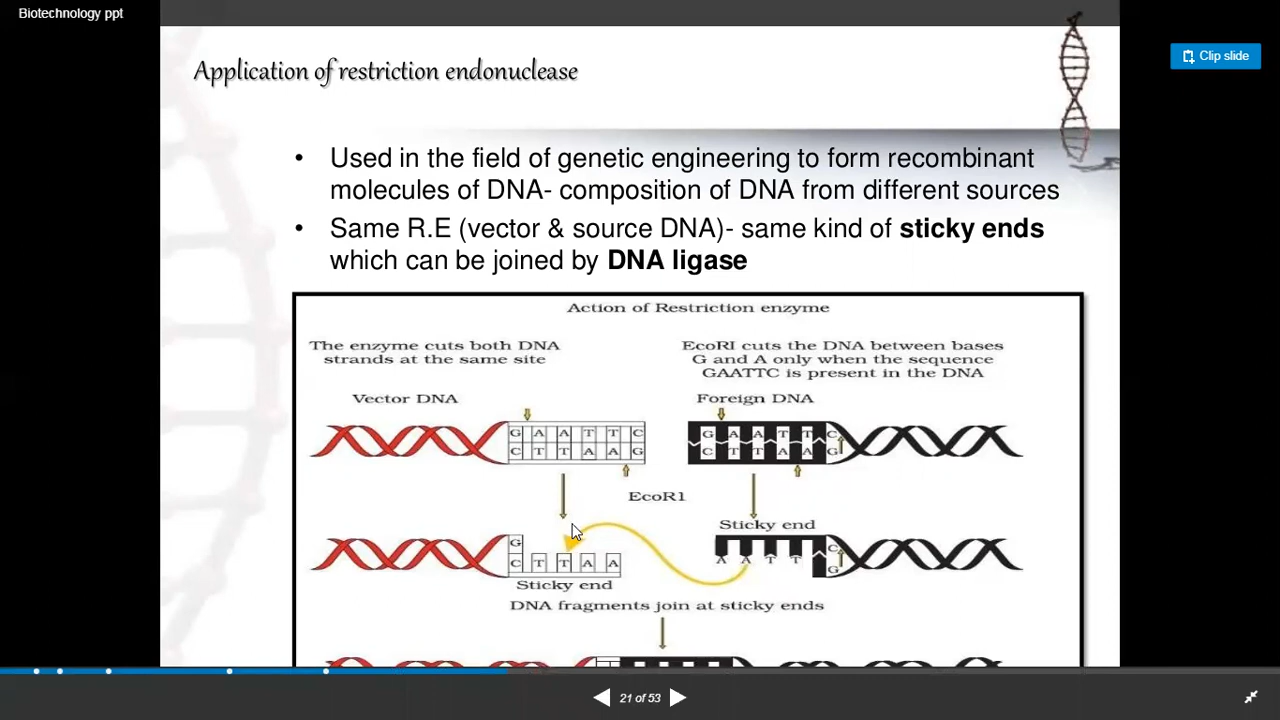 Biotechnology ppt
Clip slide
Application of restriction endonuclease
• Used in the field of genetic engineering to form recombinant
molecules of DNA- composition of DNA from different sources
• Same R.E (vector & source DNA)- same kind of sticky ends
which can be joined by DNA ligase
Action of Restriction enzyme
The enzyme cuts both DNA
strands at the same site
EcoRI cuts the DNA between bases
G and A only when the sequence
GAATTC is present in the DNA
Vector DNA
Foreign DNA
G A A T T C
C T T A A G
G A A T T C
C T T A A G
EcoR1
Sticky end
G
C T T A A
A A T T
C
G
Sticky end
DNA fragments join at sticky ends
21 of 53